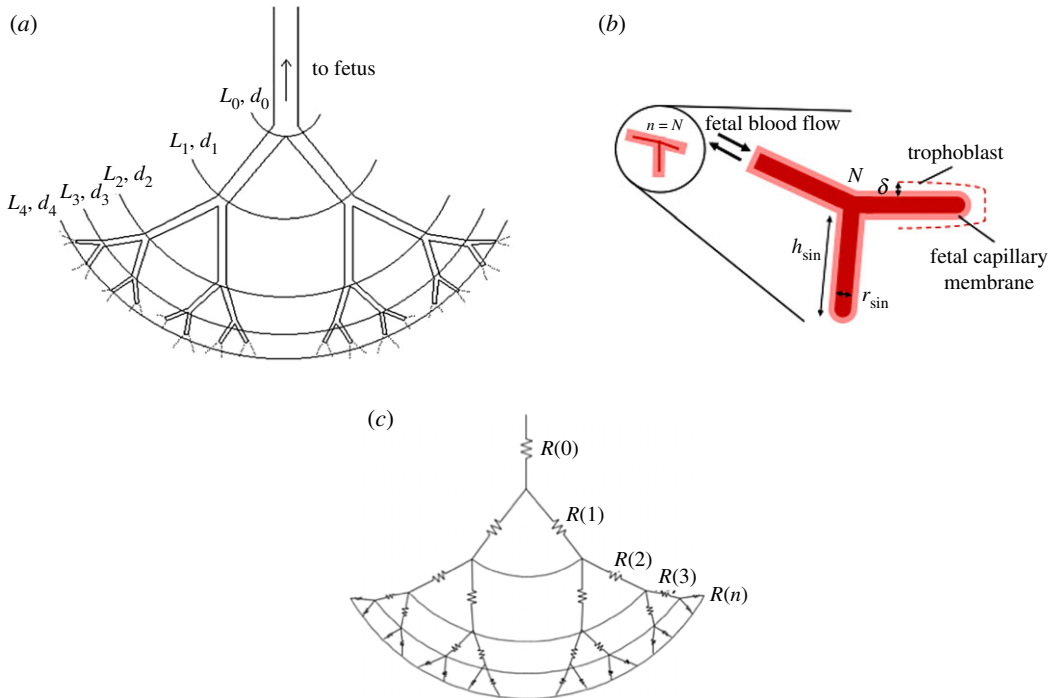 (a)
to fetus
L0, d0
L1, d1
L2, d2
L3, d3
L4, d4
(b)
n = N
fetal blood flow
N
trophoblast
δ
fetal capillary
membrane
hsin
rsin
(c)
R(0)
R(1)
R(2)
R(3)
R(n)